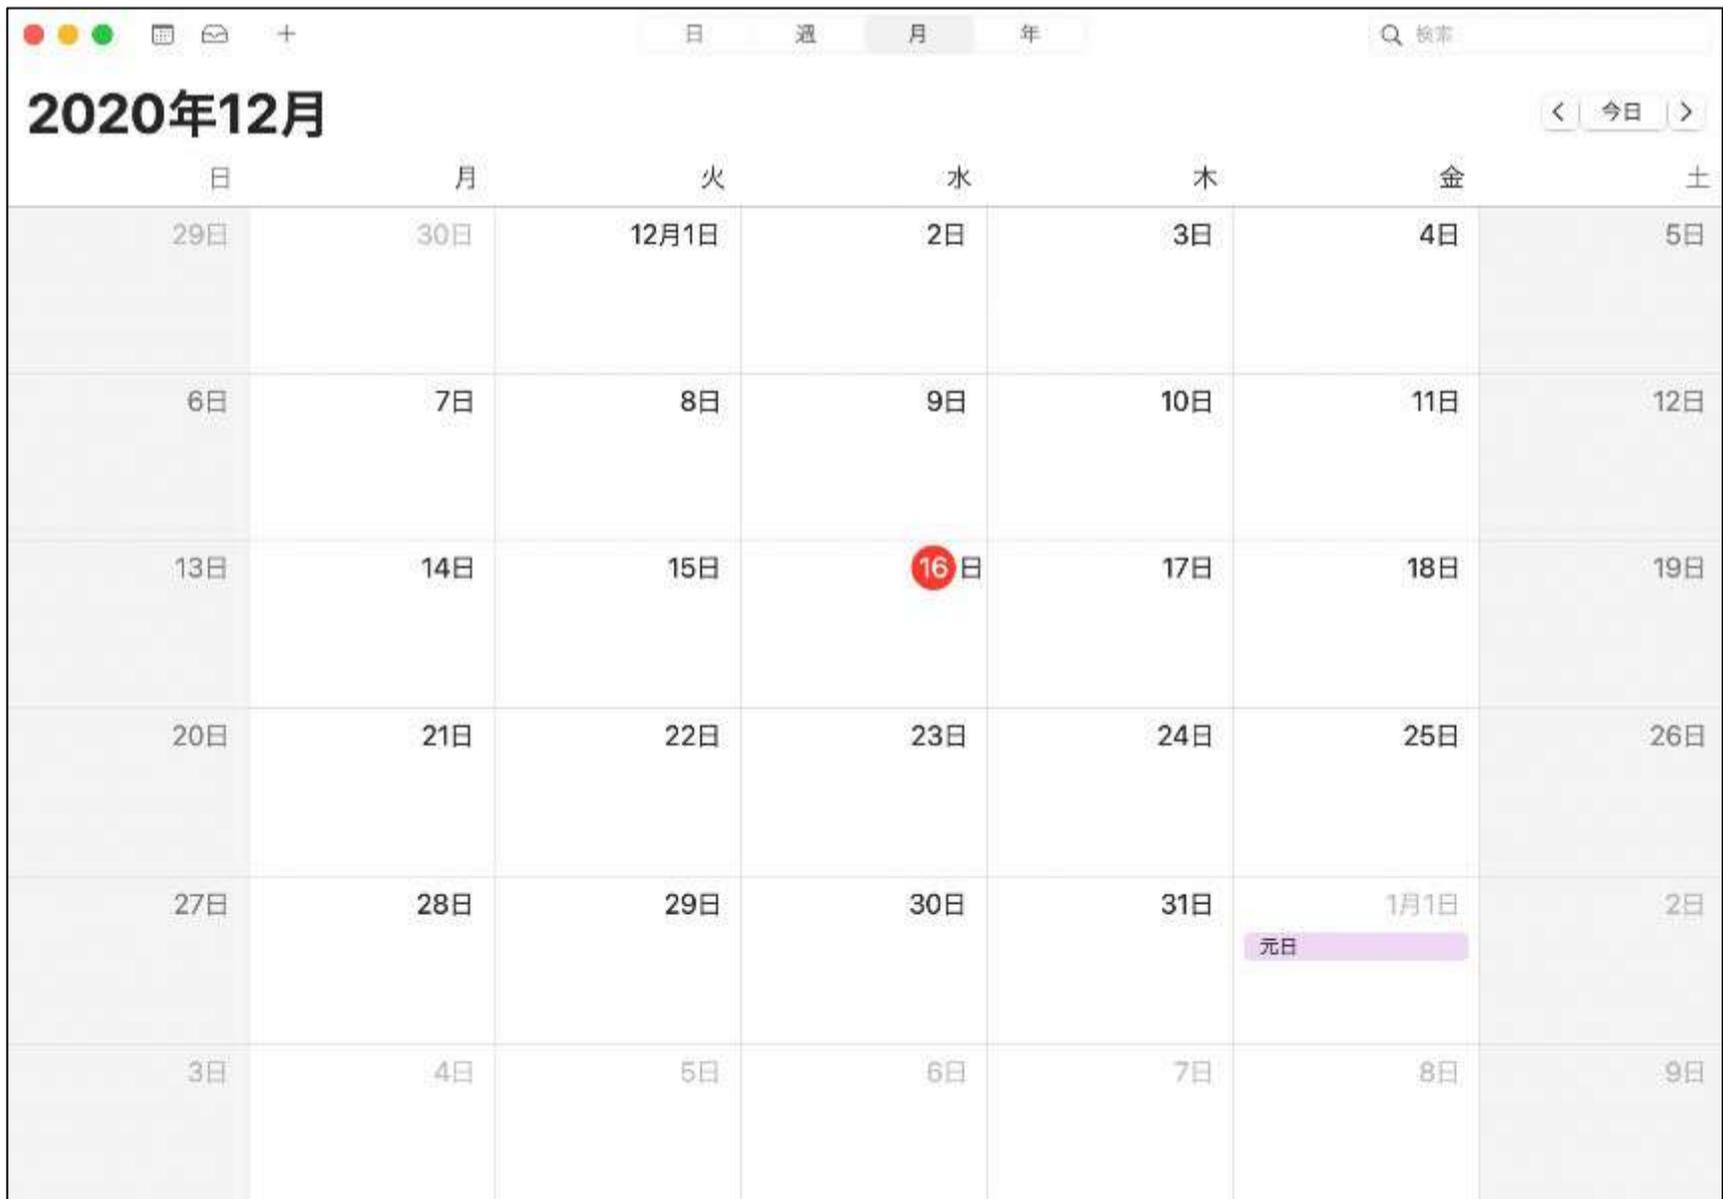 日 週 月 年 検索
2020年12月 今日
日 月 火 水 木 金 土
29日 30日 12月1日 2日 3日 4日 5日
6日 7日 8日 9日 10日 11日 12日
13日 14日 15日 16日 17日 18日 19日
20日 21日 22日 23日 24日 25日 26日
27日 28日 29日 30日 31日 1月1日 2日
元日
3日 4日 5日 6日 7日 8日 9日